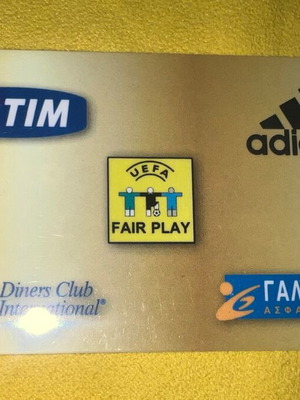 TIM
adid
UEFA
FAIR PLAY
Diners Club
International®
ΓΑΛ
ΑΣΦΑ